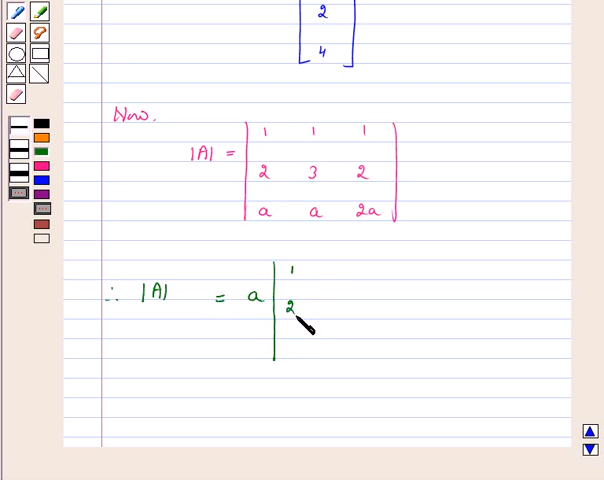 2
4
Now.
|A| = | 1 1 1 |
| 2 3 2 |
| a a 2a |
∴ |A| = a | 1
2